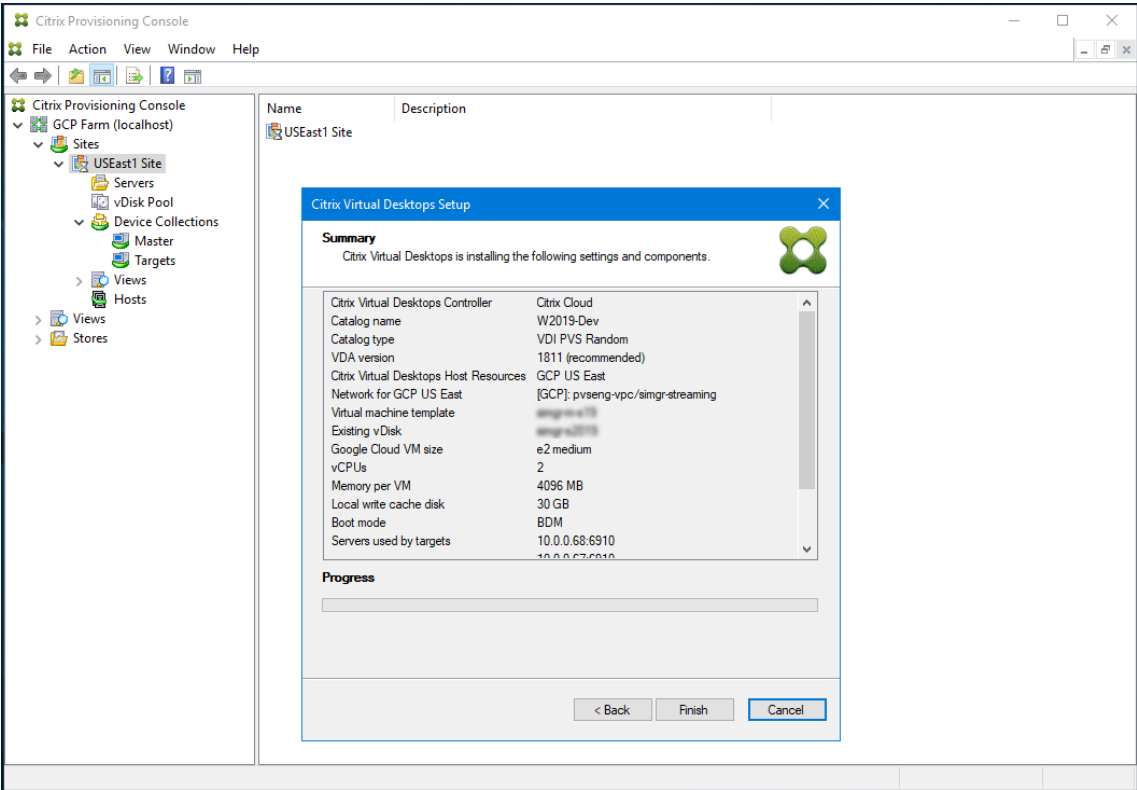 Citrix Provisioning Console
File Action View Window Help
Citrix Provisioning Console
GCP Farm (localhost)
Sites
USEast1 Site
Servers
vDisk Pool
Device Collections
Master
Targets
Views
Hosts
Views
Stores
Name Description
USEast1 Site
Citrix Virtual Desktops Setup
Summary
Citrix Virtual Desktops is installing the following settings and components.
Citrix Virtual Desktops Controller Citrix Cloud
Catalog name W2019-Dev
Catalog type VDI PVS Random
VDA version 1811 (recommended)
Citrix Virtual Desktops Host Resources GCP US East
Network for GCP US East [GCP]: pvseng-vpc/simgr-streaming
Virtual machine template
Existing vDisk
Google Cloud VM size e2 medium
vCPUs 2
Memory per VM 4096 MB
Local write cache disk 30 GB
Boot mode BDM
Servers used by targets 10.0.0.68:6910
10.0.0.67:6910
Progress
< Back Finish Cancel